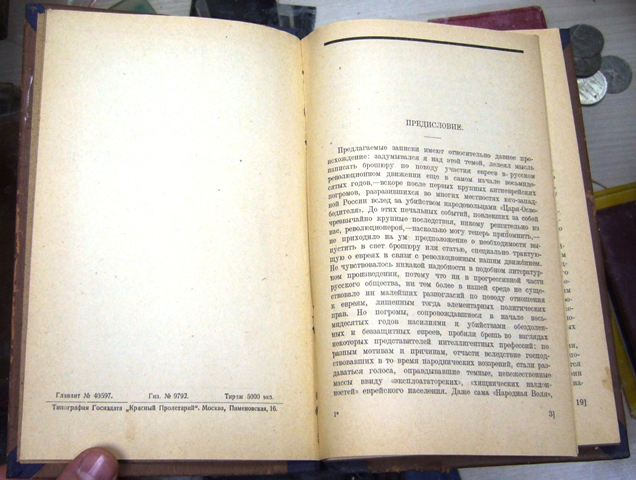 Главлит № 40597. Гиз. № 9792. Тираж 5000 экз.
Типография Госиздата „Красный Пролетарий“. Москва, Пименовская, 16.
ПРЕДИСЛОВИЕ.
Предлагаемые записки имеют относительно давнее про-
исхождение: задумывался я над этой темой, лелеял мысль
написать брошюру по поводу участия евреев в русском
революционном движении еще в самом начале восьмиде-
сятых годов,—вскоре после первых крупных антиеврейских
погромов, разразившихся во многих местностях юго-запад-
ной России вслед за убийством народовольцами «Царя-Осво-
бодителя». До этих печальных событий, повлекших за собой
чрезвычайно крупные последствия, никому решительно из
нас, революционеров,—насколько могу теперь припомнить,—
не приходило на ум предположение о необходимости вы-
пустить в свет брошюру или статью, специально трактую-
щую о евреях в связи с революционным нашим движением.
Не чувствовалось никакой надобности в подобном литератур-
ном произведении, потому что ни в прогрессивной части
русского общества, ни тем более в нашей среде не суще-
ствовало ни малейших разногласий по поводу отношения
к евреям, лишенным тогда элементарных политических
прав. Но погромы, сопровождавшиеся в начале вось-
мидесятых годов насилиями и убийствами обездолен-
ных и беззащитных евреев, пробили брешь во взглядах
некоторых представителей интеллигентных профессий: по
разным мотивам и причинам, отчасти вследствие господ-
ствовавших в то время народнических воззрений, стали раз-
даваться голоса, оправдывавшие темные, невежественные
массы ввиду «эксплоататорских», «хищнических наклон-
ностей» еврейского населения. Даже сама «Народная Воля»,
1*
3]
19]